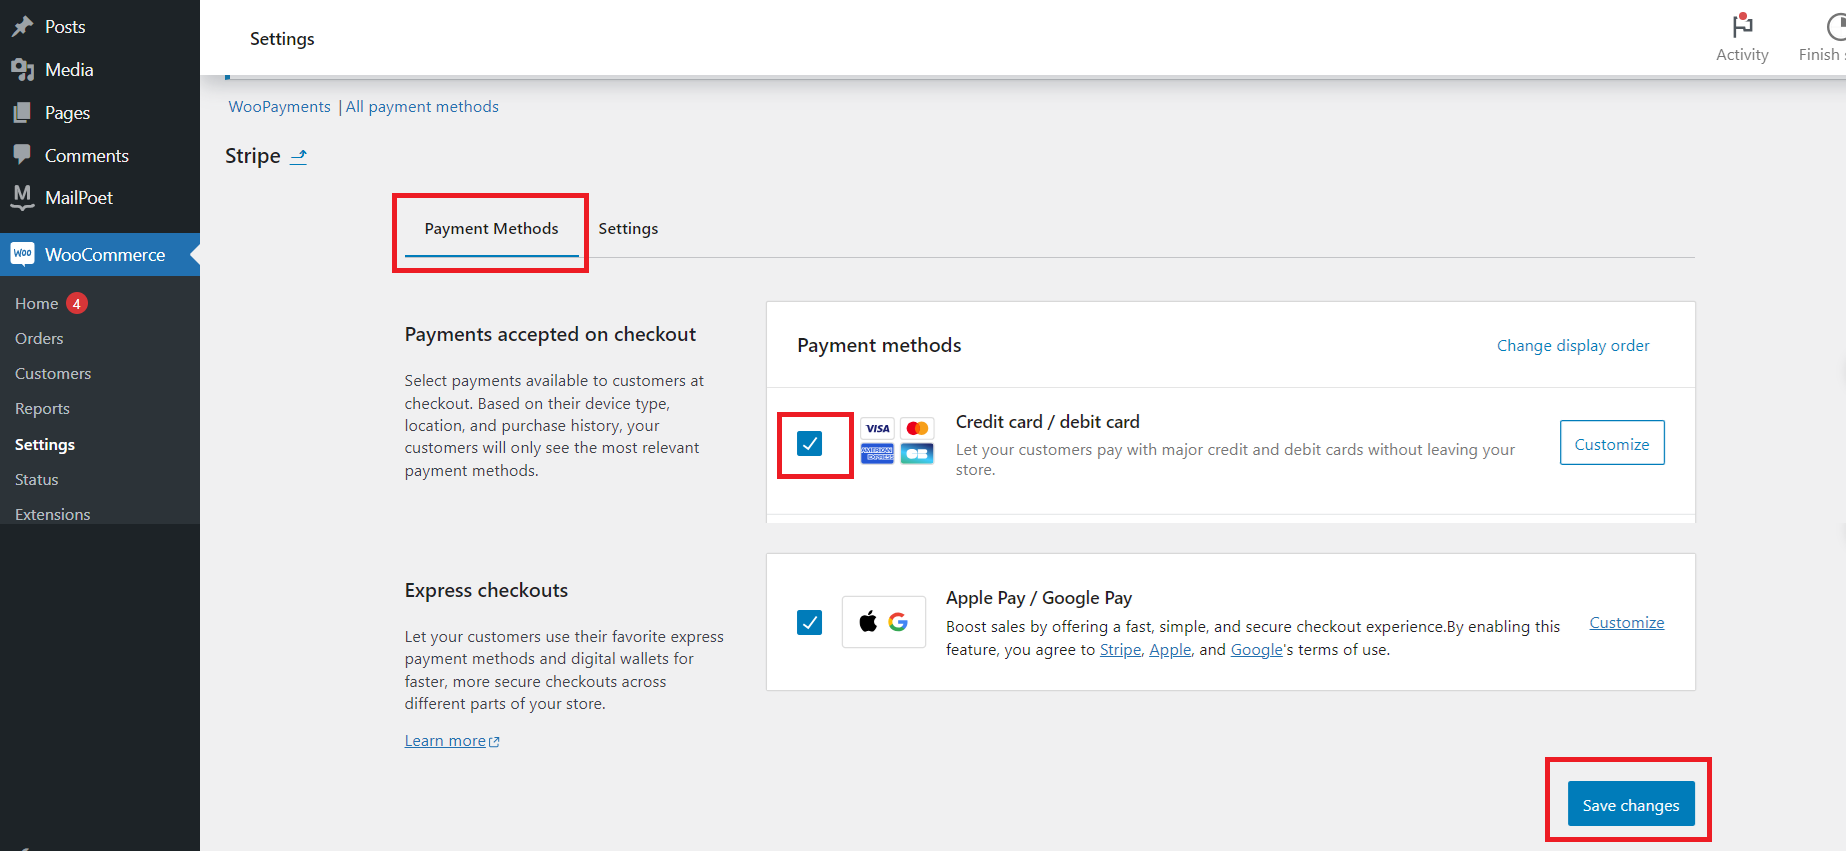 Posts
Media
Pages
Comments
MailPoet
WooCommerce
Home 4
Orders
Customers
Reports
Settings
Status
Extensions
Settings
Activity
Finish
WooPayments | All payment methods
Stripe
Payment Methods
Settings
Payments accepted on checkout
Select payments available to customers at
checkout. Based on their device type,
location, and purchase history, your
customers will only see the most relevant
payment methods.
Payment methods
Change display order
VISA
AMERICAN
EXPRESS
CB
Credit card / debit card
Let your customers pay with major credit and debit cards without leaving your
store.
Customize
Express checkouts
Let your customers use their favorite express
payment methods and digital wallets for
faster, more secure checkouts across
different parts of your store.
Learn more
G
Apple Pay / Google Pay
Boost sales by offering a fast, simple, and secure checkout experience.By enabling this
feature, you agree to Stripe, Apple, and Google's terms of use.
Customize
Save changes